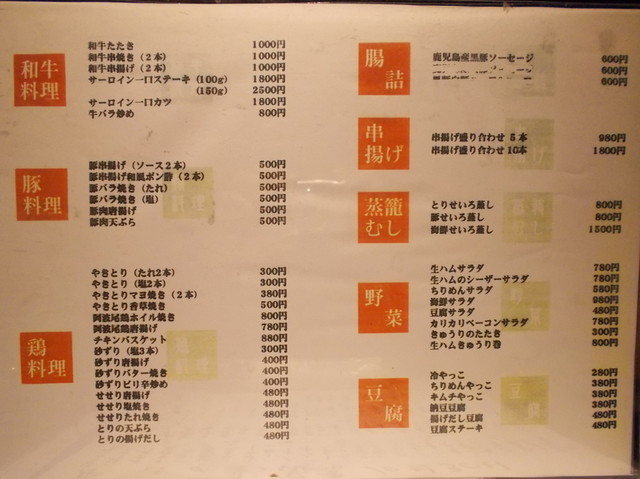 和牛
料理
和牛たたき 1000円
和牛串焼き（2本） 1000円
和牛串揚げ（2本） 1000円
サーロイン一口ステーキ（100g） 1800円
（150g） 2500円
サーロイン一口カツ 1800円
牛バラ炒め 800円
豚
料理
豚串揚げ（ソース2本） 500円
豚串揚げ和風ポン酢（2本） 500円
豚バラ焼き（たれ） 500円
豚バラ焼き（塩） 500円
豚肉唐揚げ 500円
豚肉天ぷら 500円
鶏
料理
やきとり（たれ2本） 300円
やきとり（塩2本） 300円
やきとりマヨ焼き（2本） 380円
やきとり香草焼き 500円
阿波尾鶏ホイル焼き 800円
阿波尾鶏唐揚げ 780円
チキンバスケット 880円
砂ずり（塩3本） 300円
砂ずり唐揚げ 400円
砂ずりバター焼き 400円
砂ずりピリ辛炒め 400円
せせり唐揚げ 480円
せせり塩焼き 480円
せせりたれ焼き 480円
とりの天ぷら 480円
とりの揚げだし 480円
腸
詰
鹿児島産黒豚ソーセージ 600円
600円
600円
串
揚げ
串揚げ盛り合わせ 5本 980円
串揚げ盛り合わせ 10本 1800円
蒸籠
むし
とりせいろ蒸し 800円
豚せいろ蒸し 800円
海鮮せいろ蒸し 1500円
野
菜
生ハムサラダ 780円
生ハムのシーザーサラダ 780円
ちりめんサラダ 580円
海鮮サラダ 980円
豆腐サラダ 480円
カリカリベーコンサラダ 780円
きゅうりのたたき 300円
生ハムきゅうり巻 800円
豆
腐
冷やっこ 280円
ちりめんやっこ 380円
キムチやっこ 380円
納豆豆腐 380円
揚げだし豆腐 480円
豆腐ステーキ 480円